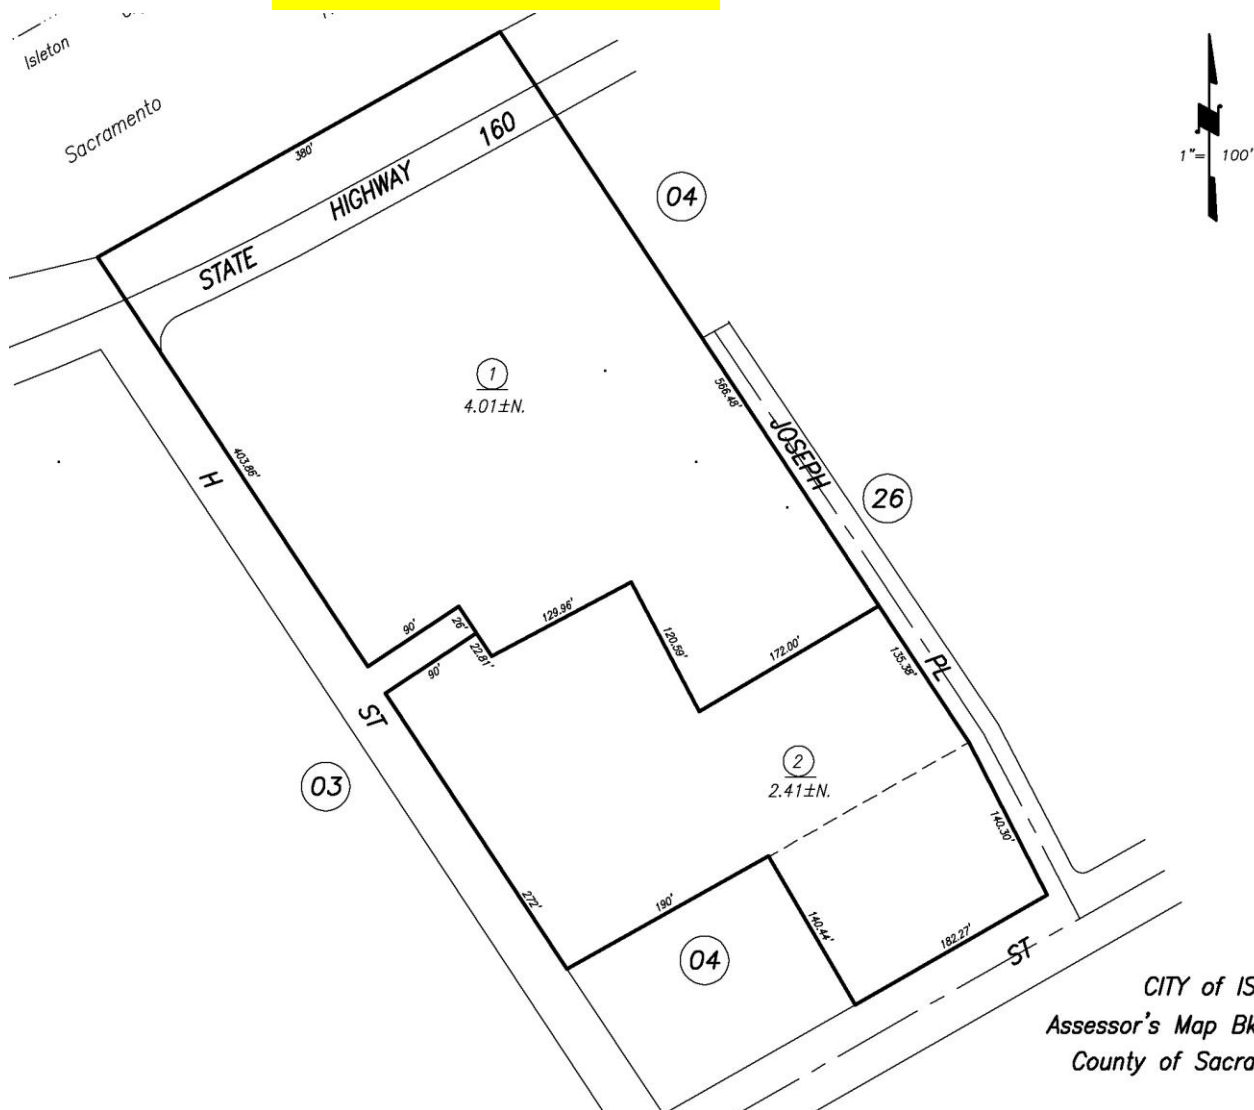 Isleton
Sacramento
380'
STATE HIGHWAY 160
04
1"= 100'
1
4.01±N.
566.48'
JOSEPH PL
403.86'
H ST
26
90'
26'
129.96'
22.81'
90'
120.59'
172.00'
135.38'
03
2
2.41±N.
140.30'
272'
190'
140.44'
182.27'
04
ST
CITY of IS
Assessor's Map Bk
County of Sacra